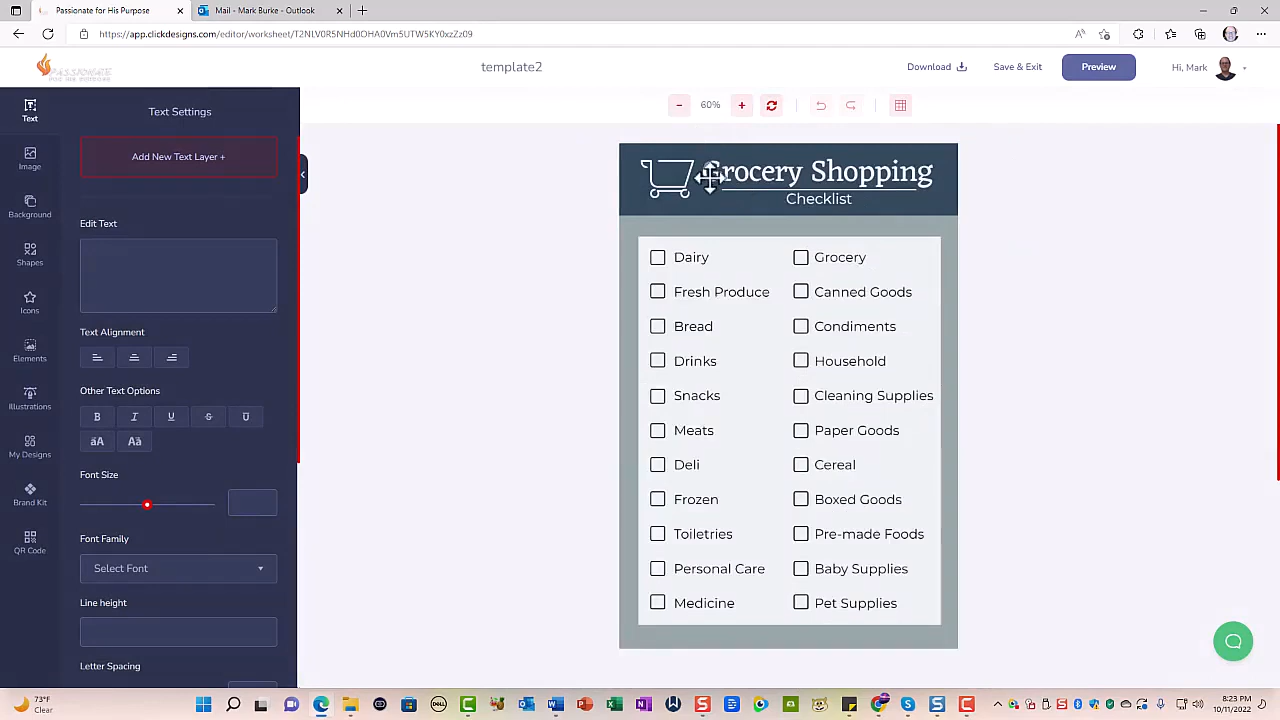 Passionate for His Purpose
Mail - Mark Burke - Outlook
https://app.clickdesigns.com/editor/worksheet/T2NLV0R5NHd0OHA0Vm5UTW5KY0xzZz09
PASSIONATE
template2
Download
Save & Exit
Preview
Hi, Mark
Text
Image
Background
Shapes
Icons
Elements
Illustrations
My Designs
Brand Kit
QR Code
Text Settings
Add New Text Layer +
Edit Text
Text Alignment
Other Text Options
B I U S U
äA Aä
Font Size
Font Family
Select Font
Line height
Letter Spacing
- 60% +
Grocery Shopping
Checklist
Dairy
Fresh Produce
Bread
Drinks
Snacks
Meats
Deli
Frozen
Toiletries
Personal Care
Medicine
Grocery
Canned Goods
Condiments
Household
Cleaning Supplies
Paper Goods
Cereal
Boxed Goods
Pre-made Foods
Baby Supplies
Pet Supplies
73°F
Clear
8:23 PM
10/11/2022